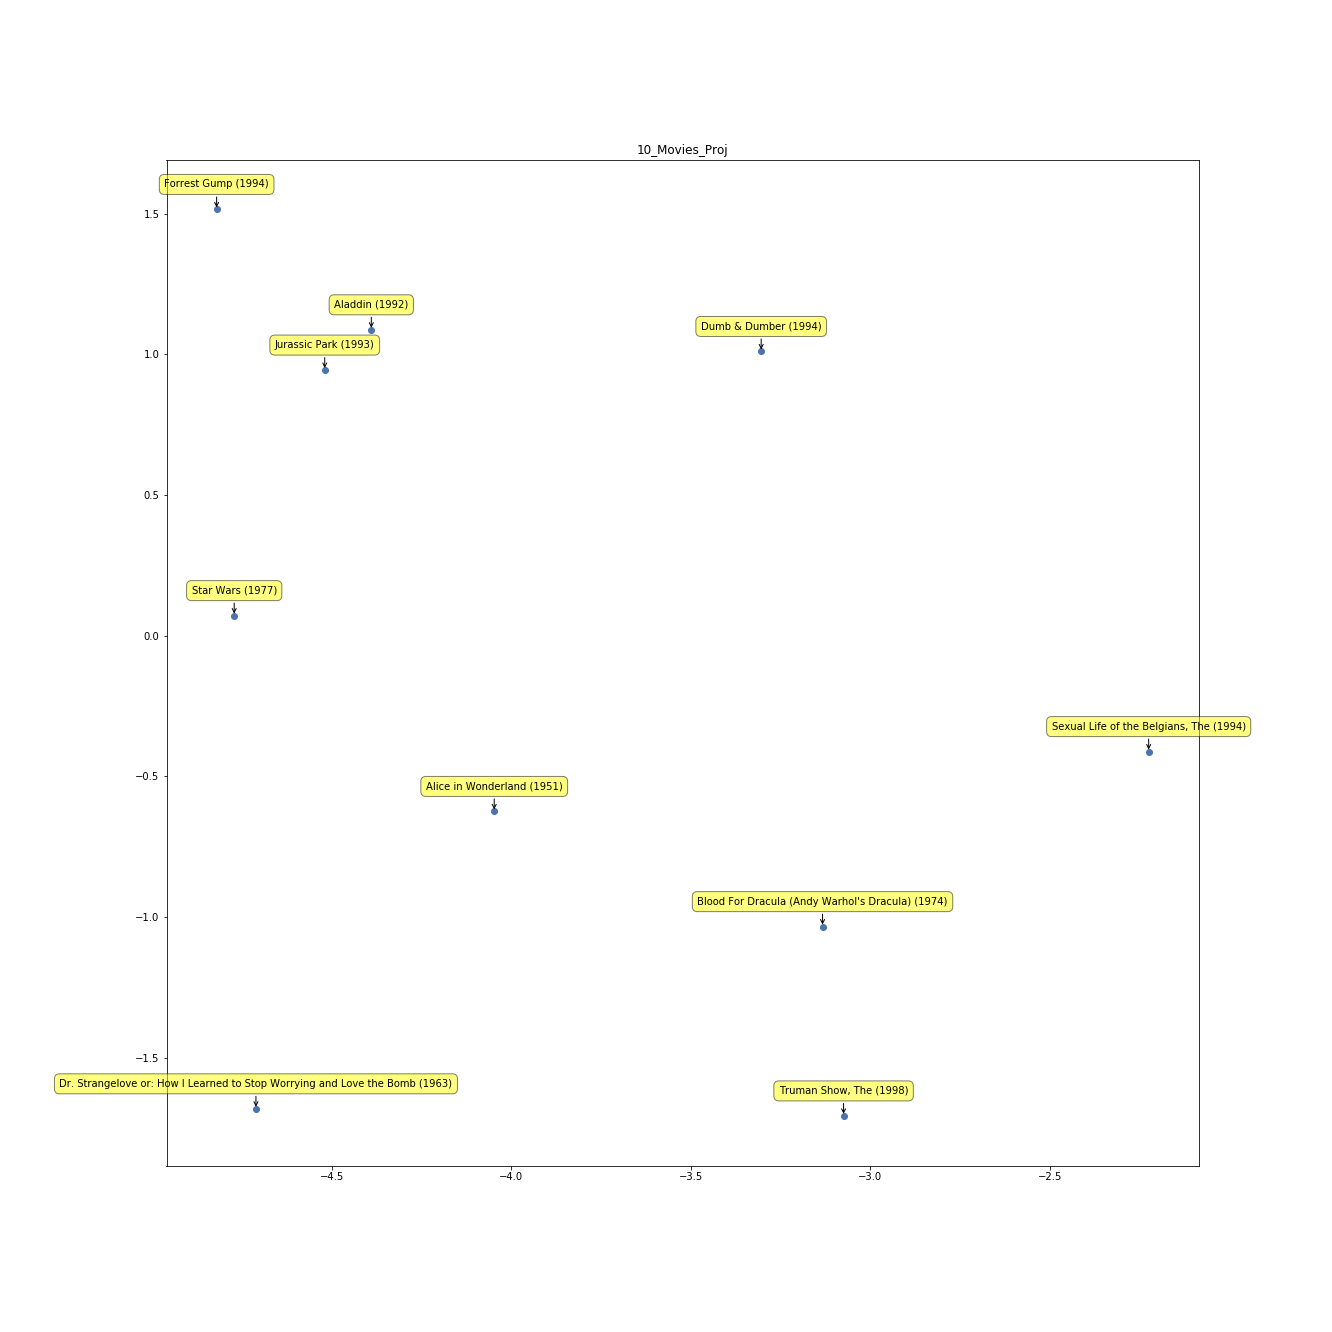 10_Movies_Proj
Forrest Gump (1994)
1.5
Aladdin (1992)
Dumb & Dumber (1994)
Jurassic Park (1993)
1.0
0.5
Star Wars (1977)
0.0
Sexual Life of the Belgians, The (1994)
−0.5
Alice in Wonderland (1951)
Blood For Dracula (Andy Warhol's Dracula) (1974)
−1.0
−1.5
Dr. Strangelove or: How I Learned to Stop Worrying and Love the Bomb (1963)
Truman Show, The (1998)
−4.5 −4.0 −3.5 −3.0 −2.5